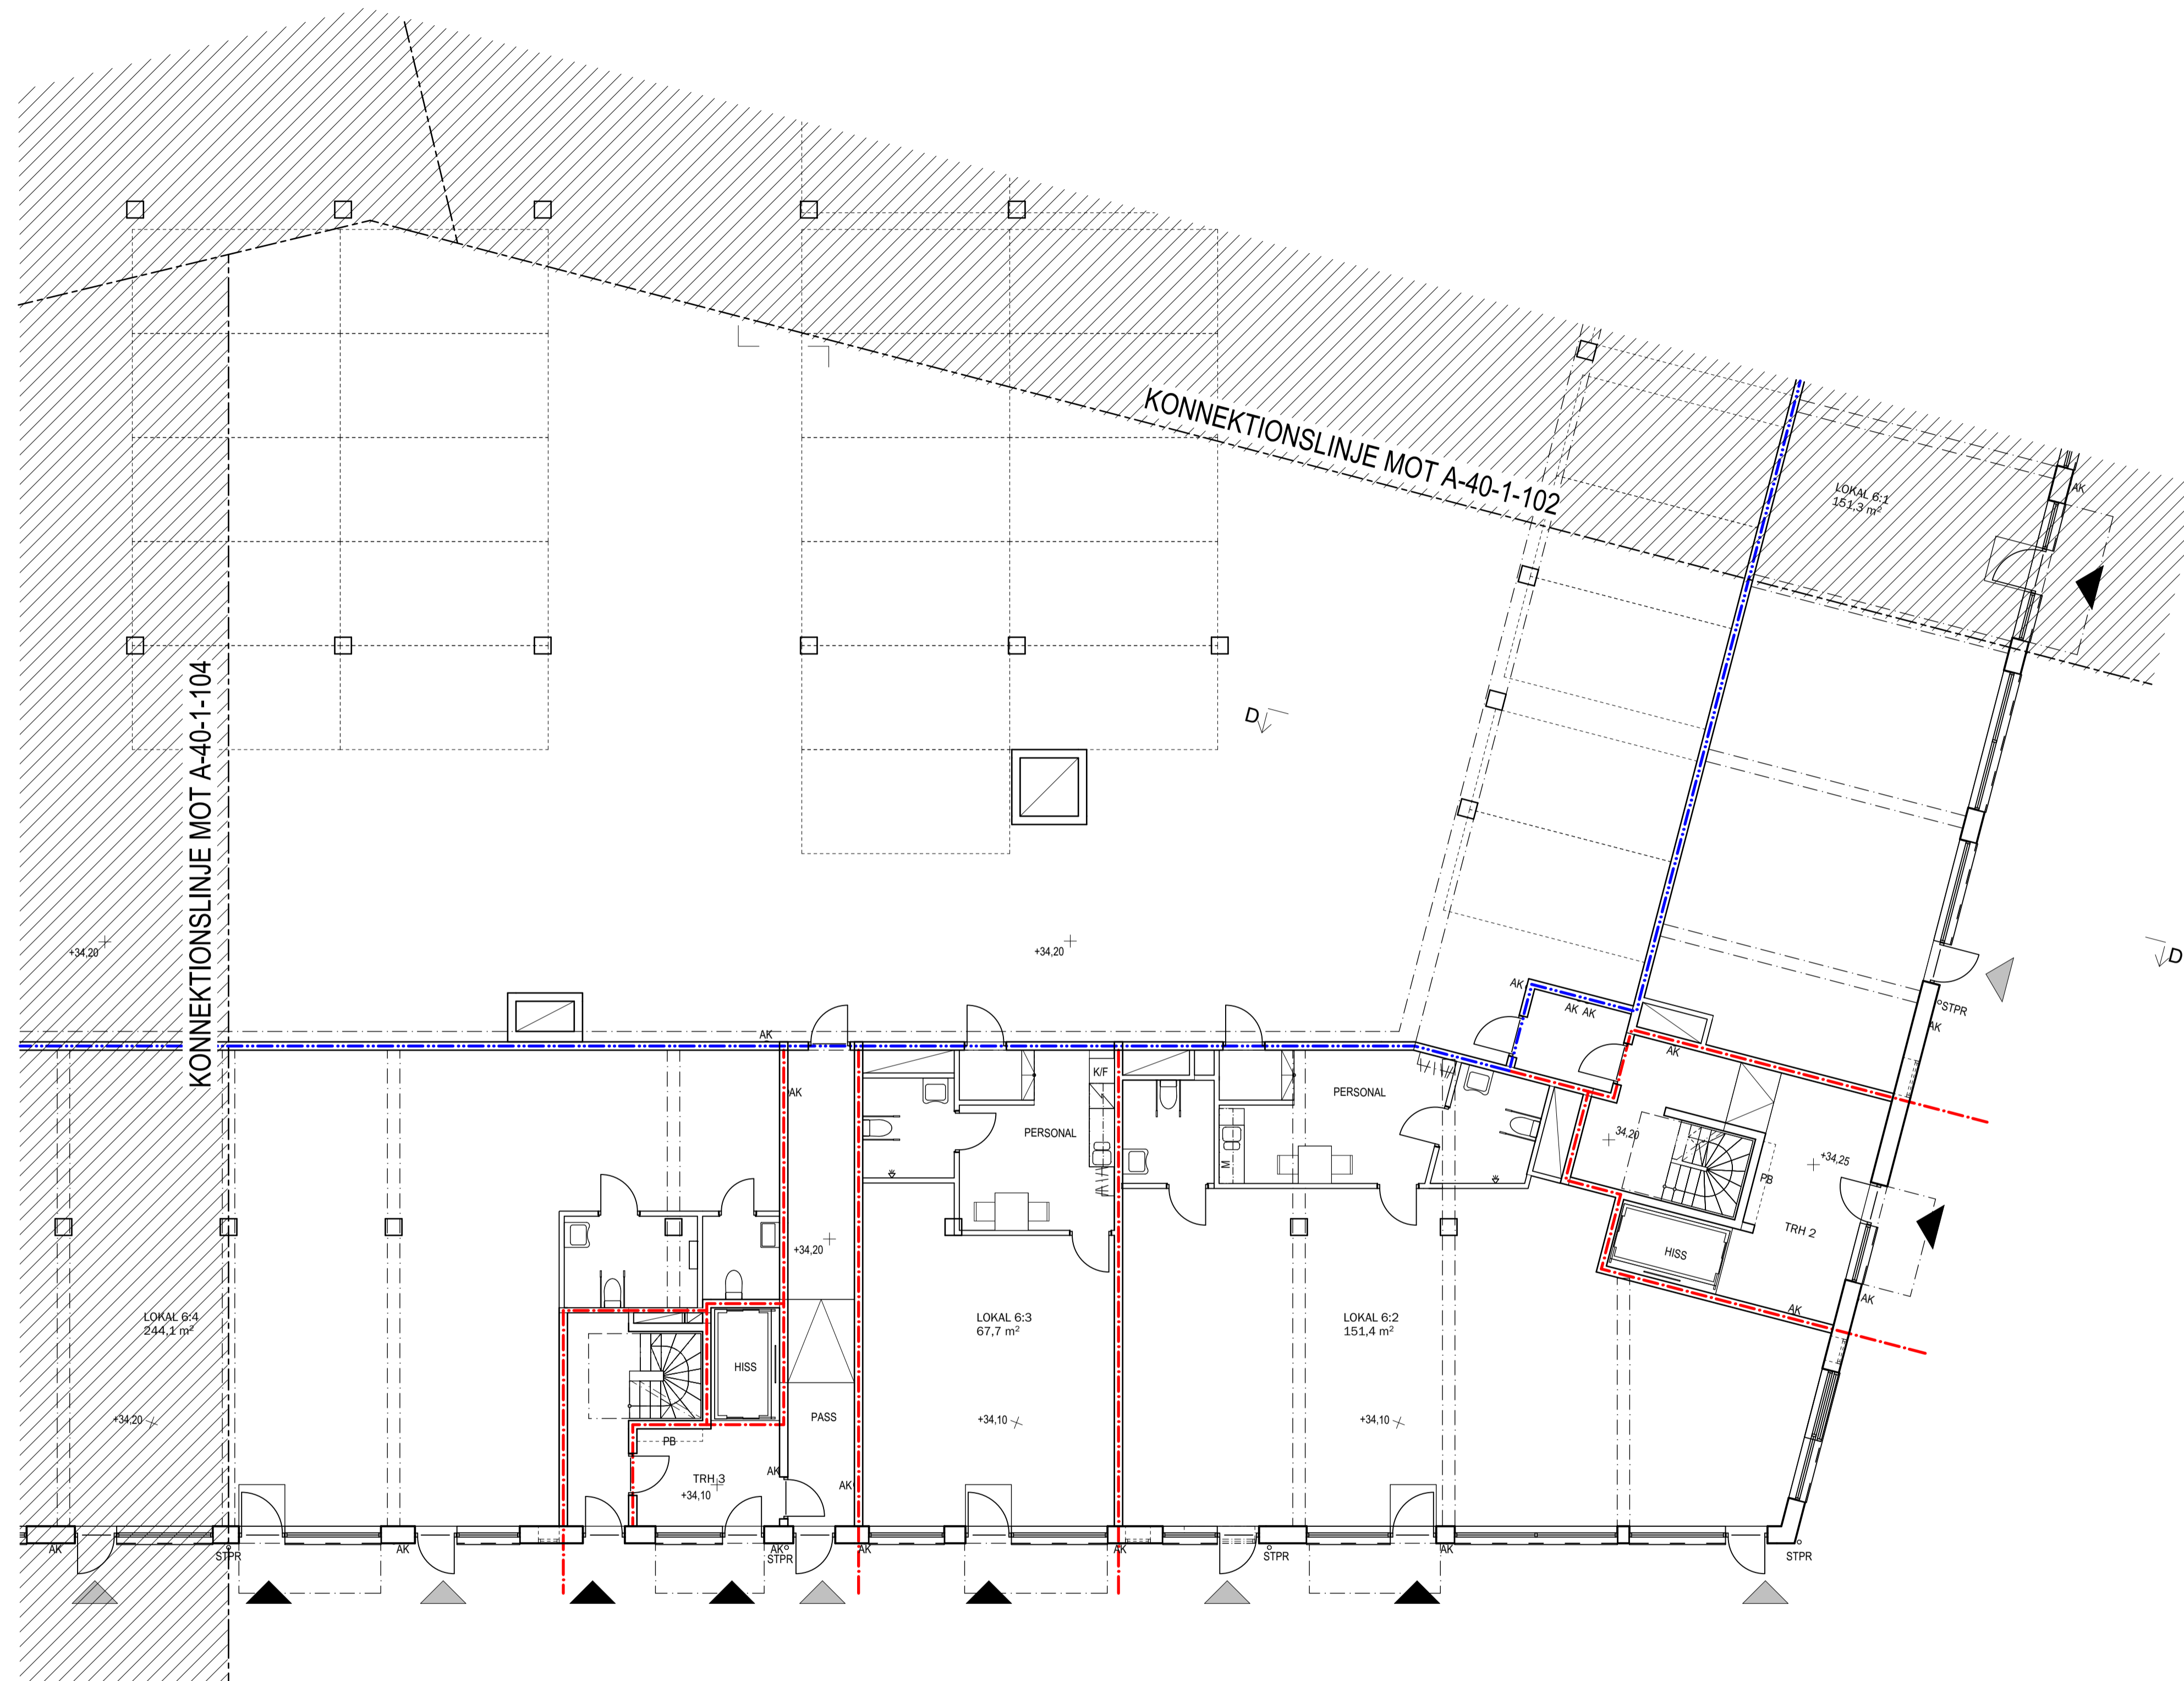 KONNEKTIONSLINJE MOT A-40-1-102
LOKAL 6:1
151,3 m²
AK
KONNEKTIONSLINJE MOT A-40-1-104
D
D
+34,20
+34,20
STPR
AK
AK
AK AK
AK
AK
AK
K/F
PERSONAL
PERSONAL
M
34,20
+34,25
PB
TRH 2
HISS
AK
AK
+34,20
LOKAL 6:4
244,1 m²
LOKAL 6:3
67,7 m²
LOKAL 6:2
151,4 m²
HISS
PASS
+34,20
+34,10
+34,10
PB
TRH 3
+34,10
AK
AK
AK
STPR
AK
AK
STPR
AK
AK
STPR
AK
STPR